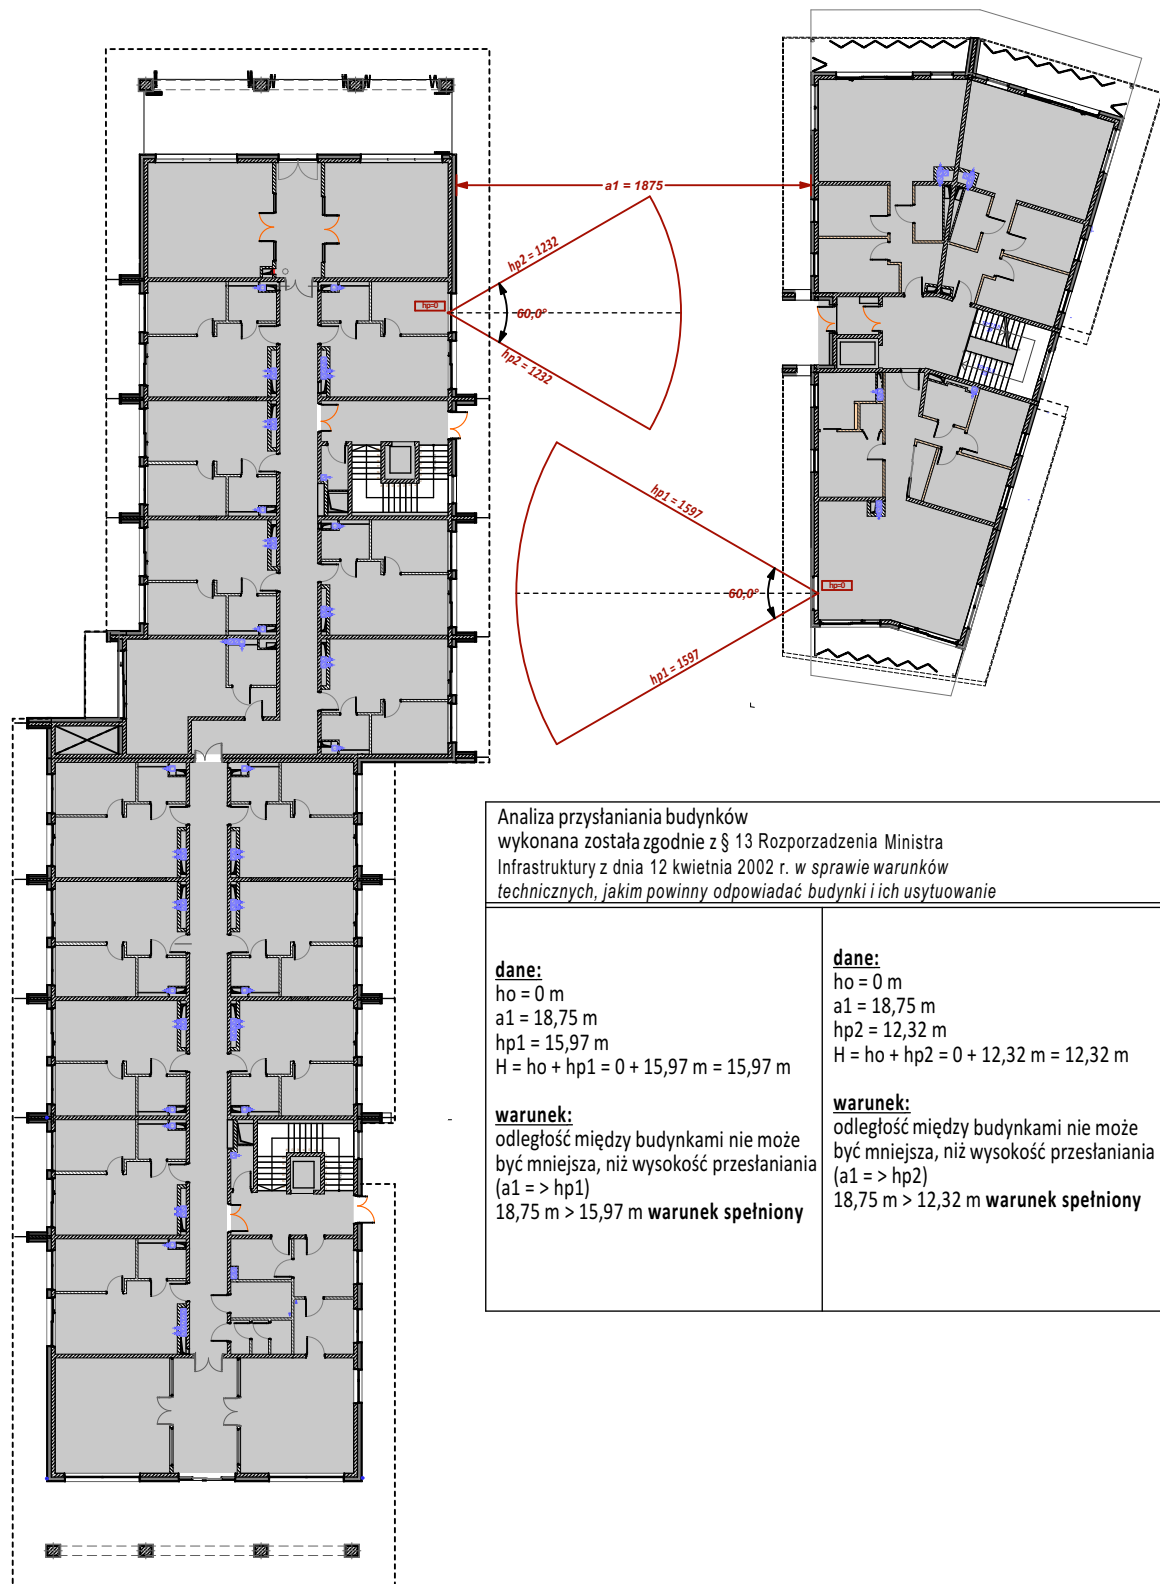 a1 = 1875
hp2 = 1232
hp=0
60,0°
hp2 = 1232
hp1 = 1597
hp=0
60,0°
hp1 = 1597
Analiza przysłaniania budynków
wykonana została zgodnie z § 13 Rozporzadzenia Ministra
Infrastruktury z dnia 12 kwietnia 2002 r. w sprawie warunków
technicznych, jakim powinny odpowiadać budynki i ich usytuowanie
dane:
ho = 0 m
a1 = 18,75 m
hp1 = 15,97 m
H = ho + hp1 = 0 + 15,97 m = 15,97 m
warunek:
odległość między budynkami nie może
być mniejsza, niż wysokość przesłaniania
(a1 = > hp1)
18,75 m > 15,97 m warunek spełniony
dane:
ho = 0 m
a1 = 18,75 m
hp2 = 12,32 m
H = ho + hp2 = 0 + 12,32 m = 12,32 m
warunek:
odległość między budynkami nie może
być mniejsza, niż wysokość przesłaniania
(a1 = > hp2)
18,75 m > 12,32 m warunek spełniony